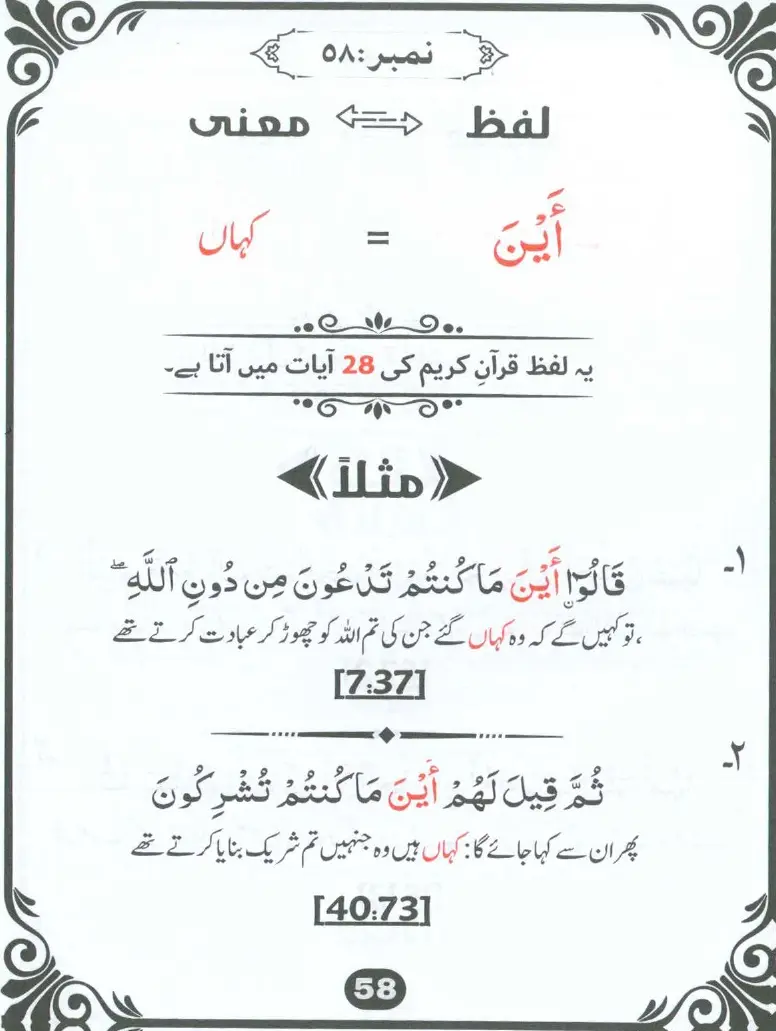 نمبر:۵۸
لفظ معنی
أَيْنَ = کہاں
یہ لفظ قرآنِ کریم کی 28 آیات میں آتا ہے۔
مثلاً
۱۔ قَالُوٓا۟ أَيْنَ مَا كُنتُمْ تَدْعُونَ مِن دُونِ ٱللَّهِ ۖ
،تو کہیں گے کہ وہ کہاں گئے جن کی تم اللہ کو چھوڑ کر عبادت کرتے تھے
[7:37]
۲۔ ثُمَّ قِيلَ لَهُمْ أَيْنَ مَا كُنتُمْ تُشْرِكُونَ
پھر ان سے کہا جائے گا: کہاں ہیں وہ جنہیں تم شریک بنایا کرتے تھے
[40:73]
58